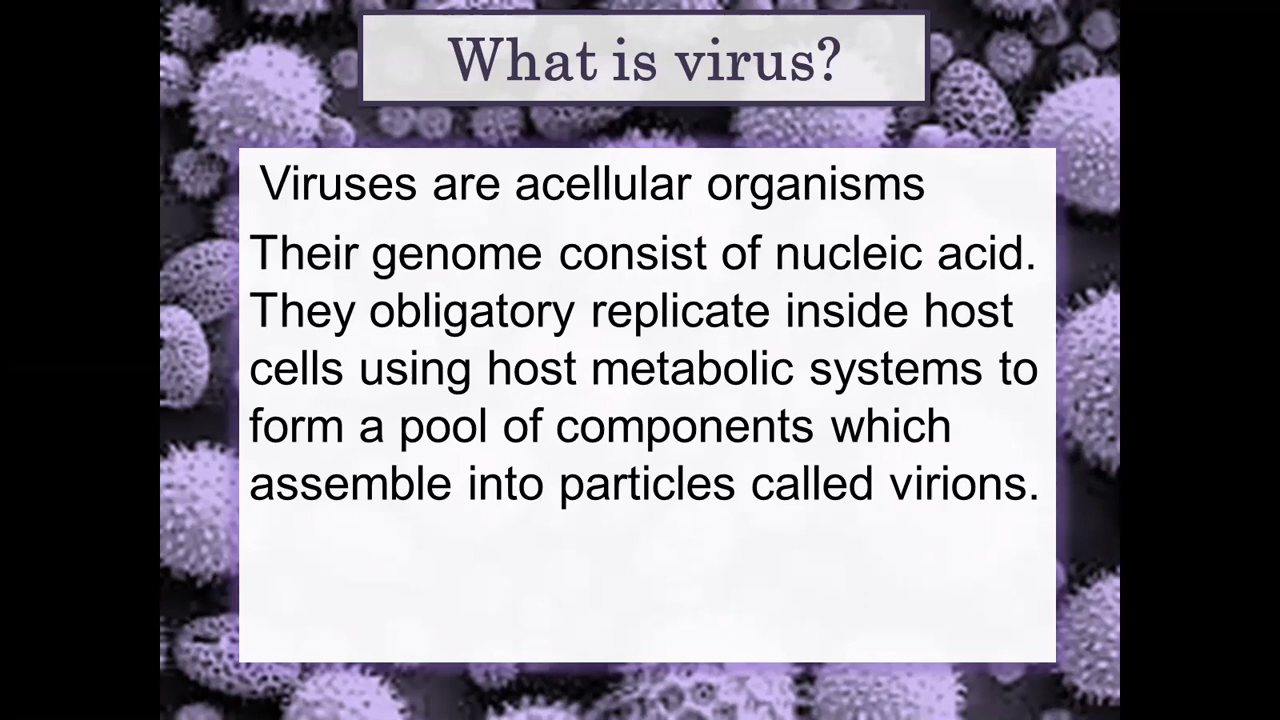 What is virus?
Viruses are acellular organisms
Their genome consist of nucleic acid.
They obligatory replicate inside host
cells using host metabolic systems to
form a pool of components which
assemble into particles called virions.